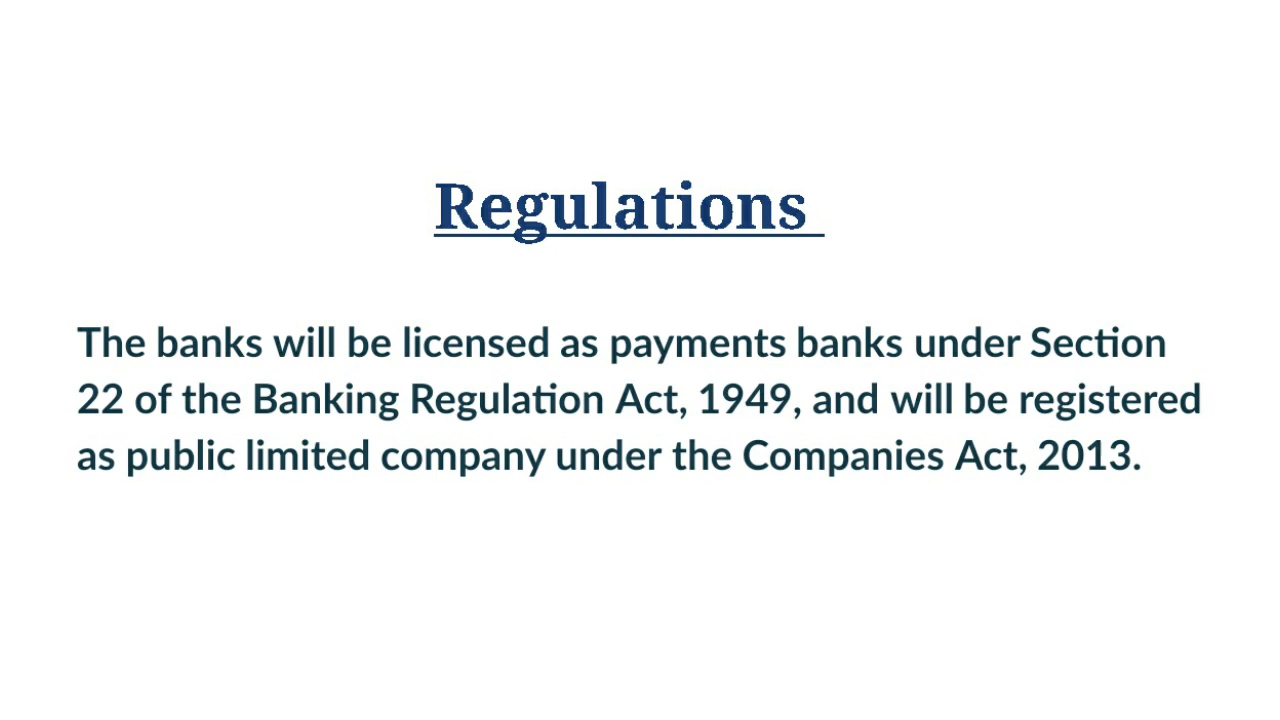 Regulations
The banks will be licensed as payments banks under Section
22 of the Banking Regulation Act, 1949, and will be registered
as public limited company under the Companies Act, 2013.